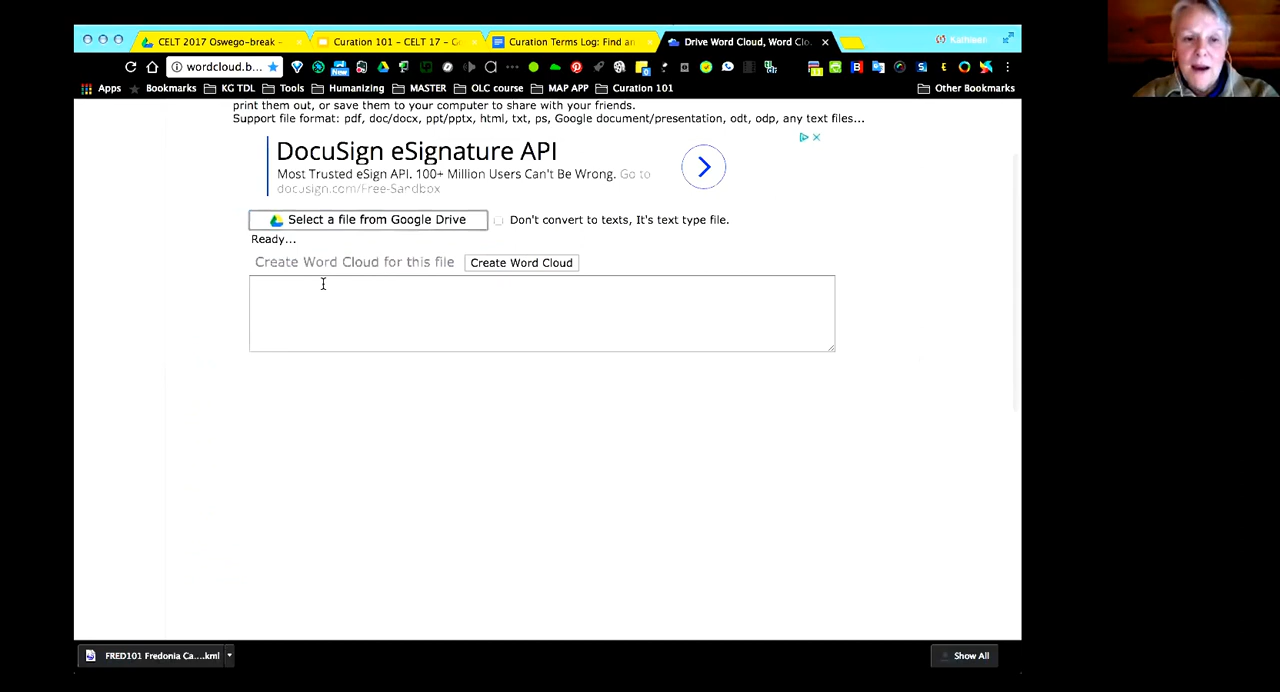 CELT 2017 Oswego-break -
Curation 101 - CELT 17 - G
Curation Terms Log: Find an
Drive Word Cloud, Word Clo
Kathleen
wordcloud.b...
New
11
Apps Bookmarks KG TDL Tools Humanizing MASTER OLC course MAP APP Curation 101 Other Bookmarks
print them out, or save them to your computer to share with your friends.
Support file format: pdf, doc/docx, ppt/pptx, html, txt, ps, Google document/presentation, odt, odp, any text files...
DocuSign eSignature API
Most Trusted eSign API. 100+ Million Users Can't Be Wrong. Go to
docusign.com/Free-Sandbox
Select a file from Google Drive Don't convert to texts, It's text type file.
Ready...
Create Word Cloud for this file Create Word Cloud
FRED101 Fredonia Ca....kml Show All